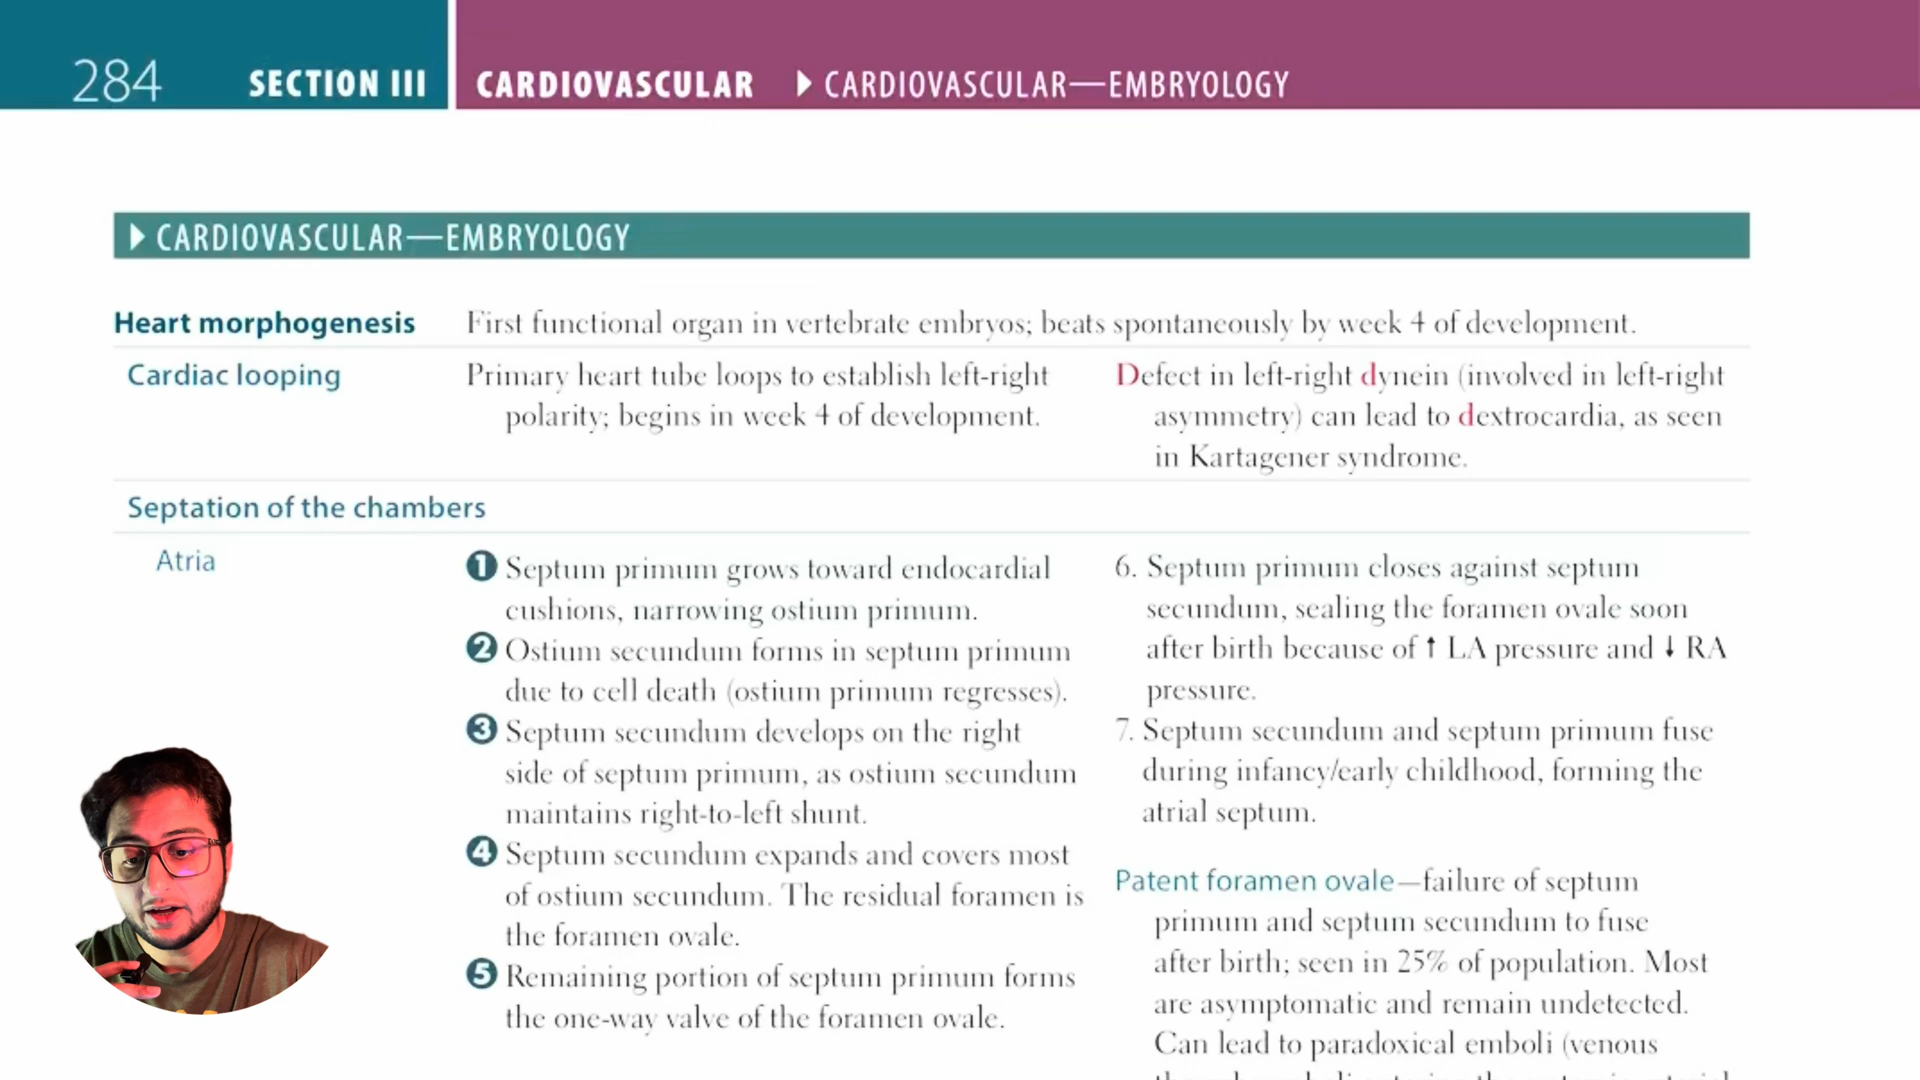 284 SECTION III CARDIOVASCULAR ▶ CARDIOVASCULAR—EMBRYOLOGY
▶ CARDIOVASCULAR—EMBRYOLOGY
Heart morphogenesis First functional organ in vertebrate embryos; beats spontaneously by week 4 of development.
Cardiac looping
Primary heart tube loops to establish left-right
polarity; begins in week 4 of development.
Defect in left-right dynein (involved in left-right
asymmetry) can lead to dextrocardia, as seen
in Kartagener syndrome.
Septation of the chambers
Atria
1 Septum primum grows toward endocardial
cushions, narrowing ostium primum.
2 Ostium secundum forms in septum primum
due to cell death (ostium primum regresses).
3 Septum secundum develops on the right
side of septum primum, as ostium secundum
maintains right-to-left shunt.
4 Septum secundum expands and covers most
of ostium secundum. The residual foramen is
the foramen ovale.
5 Remaining portion of septum primum forms
the one-way valve of the foramen ovale.
6. Septum primum closes against septum
secundum, sealing the foramen ovale soon
after birth because of ↑ LA pressure and ↓ RA
pressure.
7. Septum secundum and septum primum fuse
during infancy/early childhood, forming the
atrial septum.
Patent foramen ovale—failure of septum
primum and septum secundum to fuse
after birth; seen in 25% of population. Most
are asymptomatic and remain undetected.
Can lead to paradoxical emboli (venous